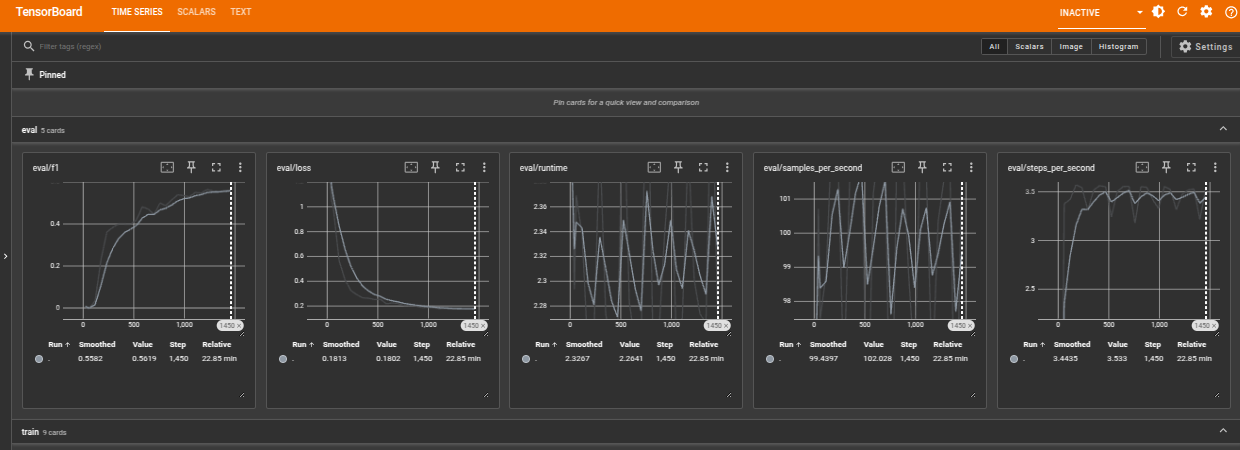 TensorBoard TIME SERIES SCALARS TEXT INACTIVE
Filter tags (regex) All Scalars Image Histogram Settings
Pinned
Pin cards for a quick view and comparison
eval 5 cards
eval/f1
0.4
0.2
0
0 500 1,000 1450 ×
Run ↑ Smoothed Value Step Relative
. 0.5582 0.5619 1,450 22.85 min
eval/loss
1
0.8
0.6
0.4
0.2
0 500 1,000 1450 ×
Run ↑ Smoothed Value Step Relative
. 0.1813 0.1802 1,450 22.85 min
eval/runtime
2.36
2.34
2.32
2.3
2.28
0 500 1,000 1450 ×
Run ↑ Smoothed Value Step Relative
. 2.3267 2.2641 1,450 22.85 min
eval/samples_per_second
101
100
99
98
0 500 1,000 1450 ×
Run ↑ Smoothed Value Step Relative
. 99.4397 102.028 1,450 22.85 min
eval/steps_per_second
3.5
3
2.5
0 500 1,000 1450 ×
Run ↑ Smoothed Value Step Relative
. 3.4435 3.533 1,450 22.85 min
train 9 cards